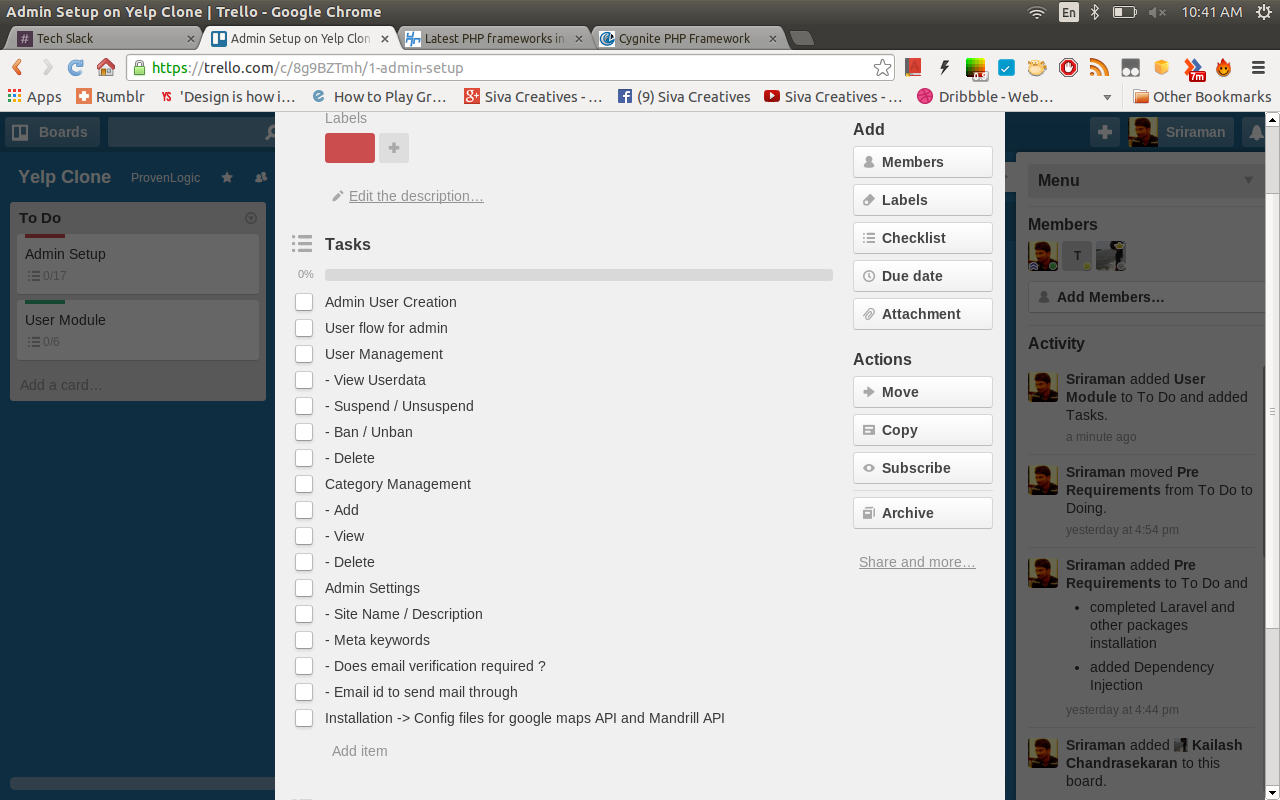 Admin Setup on Yelp Clone | Trello - Google Chrome
En
10:41 AM
Tech Slack
Admin Setup on Yelp Clon
Latest PHP frameworks in
Cygnite PHP Framework
https://trello.com/c/8g9BZTmh/1-admin-setup
0.9
7m
Apps
Rumblr
YS
'Design is how i…
How to Play Gr…
Siva Creatives - …
(9) Siva Creatives
Siva Creatives - …
Dribbble - Web…
Other Bookmarks
Boards
Sriraman
Yelp Clone
ProvenLogic
To Do
Admin Setup
0/17
User Module
0/6
Add a card…
Labels
Edit the description…
Tasks
0%
Admin User Creation
User flow for admin
User Management
- View Userdata
- Suspend / Unsuspend
- Ban / Unban
- Delete
Category Management
- Add
- View
- Delete
Admin Settings
- Site Name / Description
- Meta keywords
- Does email verification required ?
- Email id to send mail through
Installation -> Config files for google maps API and Mandrill API
Add item
Add
Members
Labels
Checklist
Due date
Attachment
Actions
Move
Copy
Subscribe
Archive
Share and more…
Menu
Members
T
Add Members…
Activity
Sriraman added User
Module to To Do and added
Tasks.
a minute ago
Sriraman moved Pre
Requirements from To Do to
Doing.
yesterday at 4:54 pm
Sriraman added Pre
Requirements to To Do and
• completed Laravel and
other packages
installation
• added Dependency
Injection
yesterday at 4:44 pm
Sriraman added Kailash
Chandrasekaran to this
board.